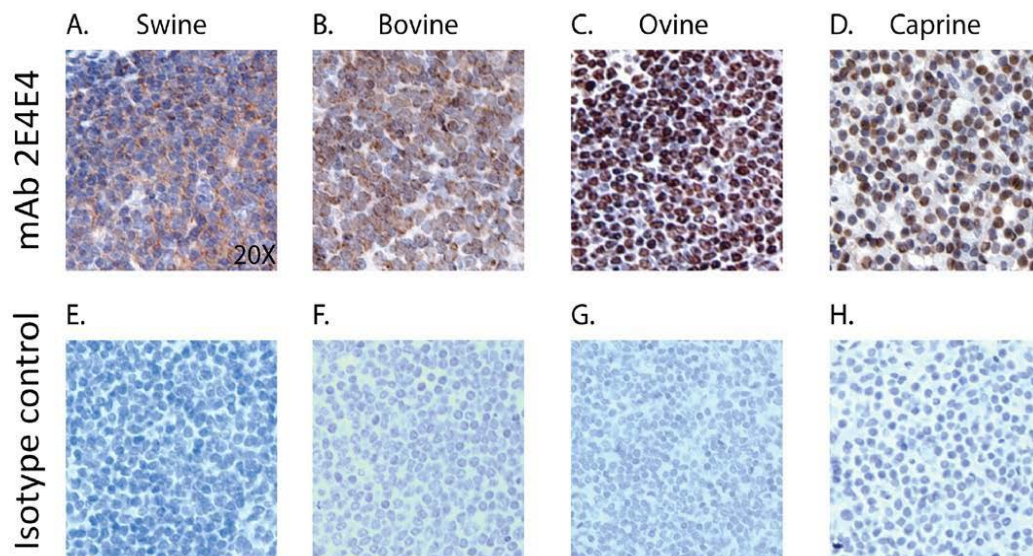 A. Swine
B. Bovine
C. Ovine
D. Caprine
mAb 2E4E4
20X
E.
F.
G.
H.
Isotype control